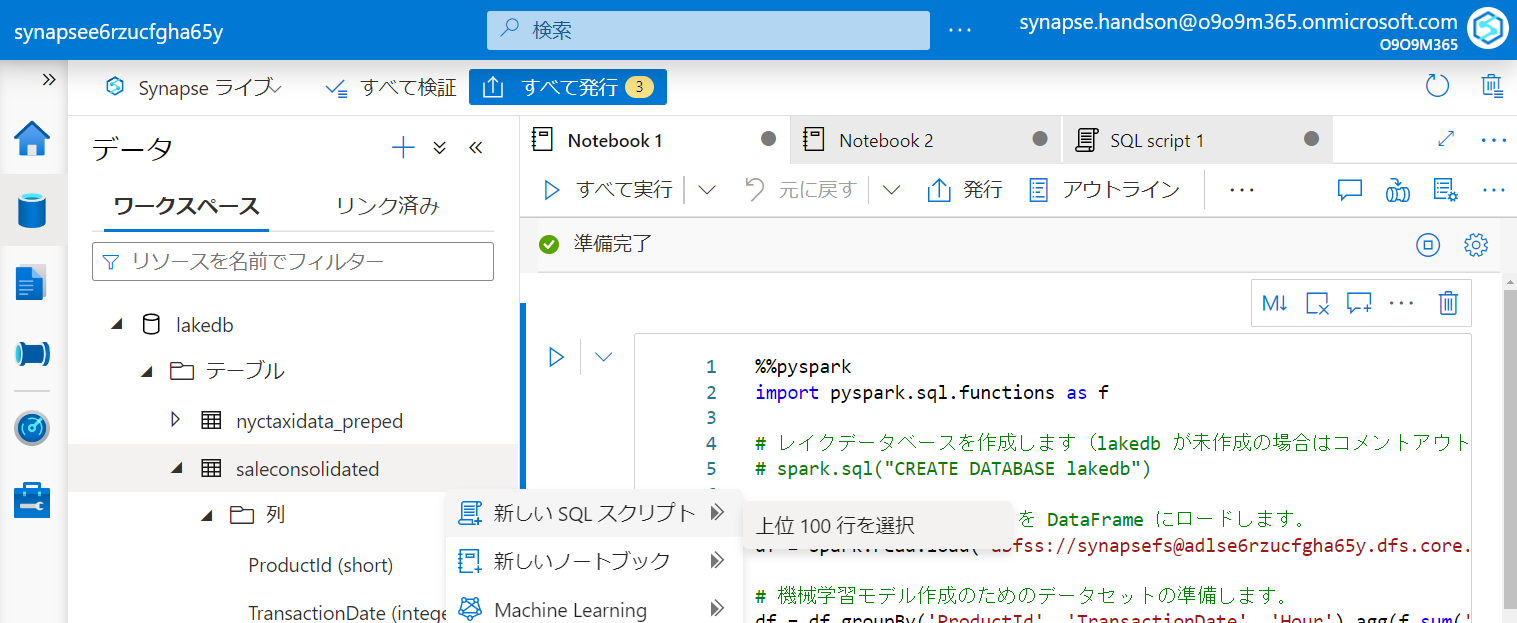 synapsee6rzucfgha65y
検索
synapse.handson@o9o9m365.onmicrosoft.com
O9O9M365
Synapse ライブ
すべて検証
すべて発行 3
データ
ワークスペース リンク済み
リソースを名前でフィルター
lakedb
テーブル
nyctaxidata_preped
saleconsolidated
列
ProductId (short)
TransactionDate (intege
新しい SQL スクリプト
新しいノートブック
Machine Learning
上位 100 行を選択
Notebook 1
Notebook 2
SQL script 1
すべて実行
元に戻す
発行
アウトライン
準備完了
M↓
1 %%pyspark
2 import pyspark.sql.functions as f
3
4 # レイクデータベースを作成します（lakedb が未作成の場合はコメントアウト
5 # spark.sql("CREATE DATABASE lakedb")
を DataFrame にロードします。
synapsefs@adlse6rzucfgha65y.dfs.core.
# 機械学習モデル作成のためのデータセットの準備します。
df = df.groupBy('ProductId', 'TransactionDate', 'Hour').agg(f.sum('